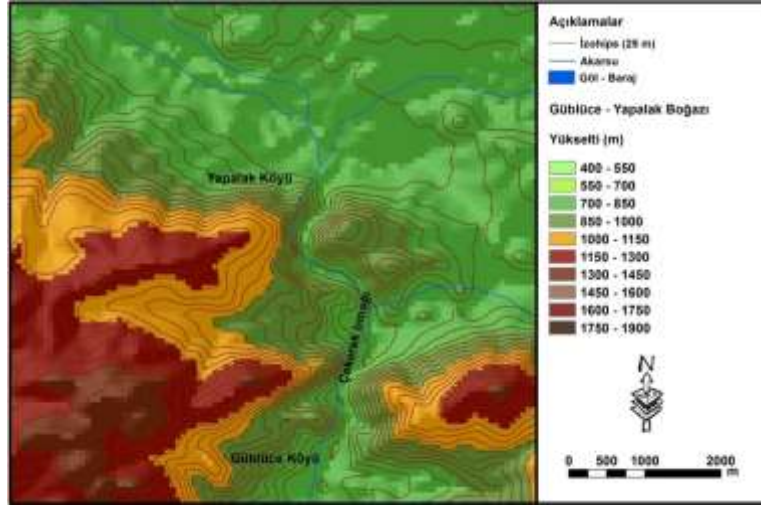 Yapalak Köyü
Çekerek Irmağı
Güblüce Köyü
Açıklamalar
İzohips (25 m)
Akarsu
Göl - Baraj
Güblüce - Yapalak Boğazı
Yükselti (m)
400 - 550
550 - 700
700 - 850
850 - 1000
1000 - 1150
1150 - 1300
1300 - 1450
1450 - 1600
1600 - 1750
1750 - 1900
N
0 500 1000 2000
m